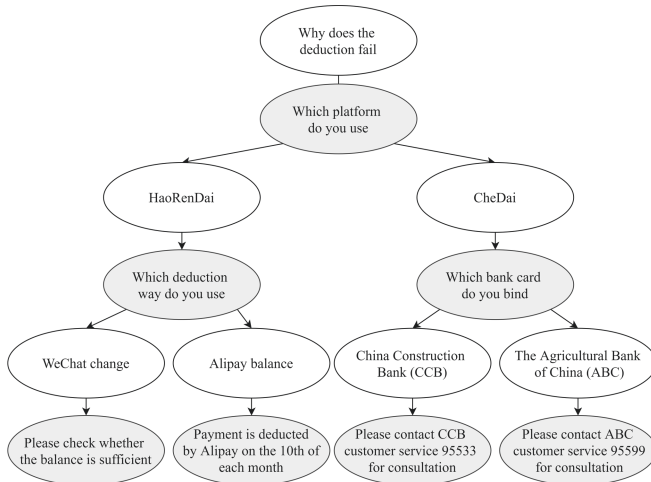 Why does the
deduction fail
Which platform
do you use
HaoRenDai
CheDai
Which deduction
way do you use
Which bank card
do you bind
WeChat change
Alipay balance
China Construction
Bank (CCB)
The Agricultural Bank
of China (ABC)
Please check whether
the balance is sufficient
Payment is deducted
by Alipay on the 10th of
each month
Please contact CCB
customer service 95533
for consultation
Please contact ABC
customer service 95599
for consultation